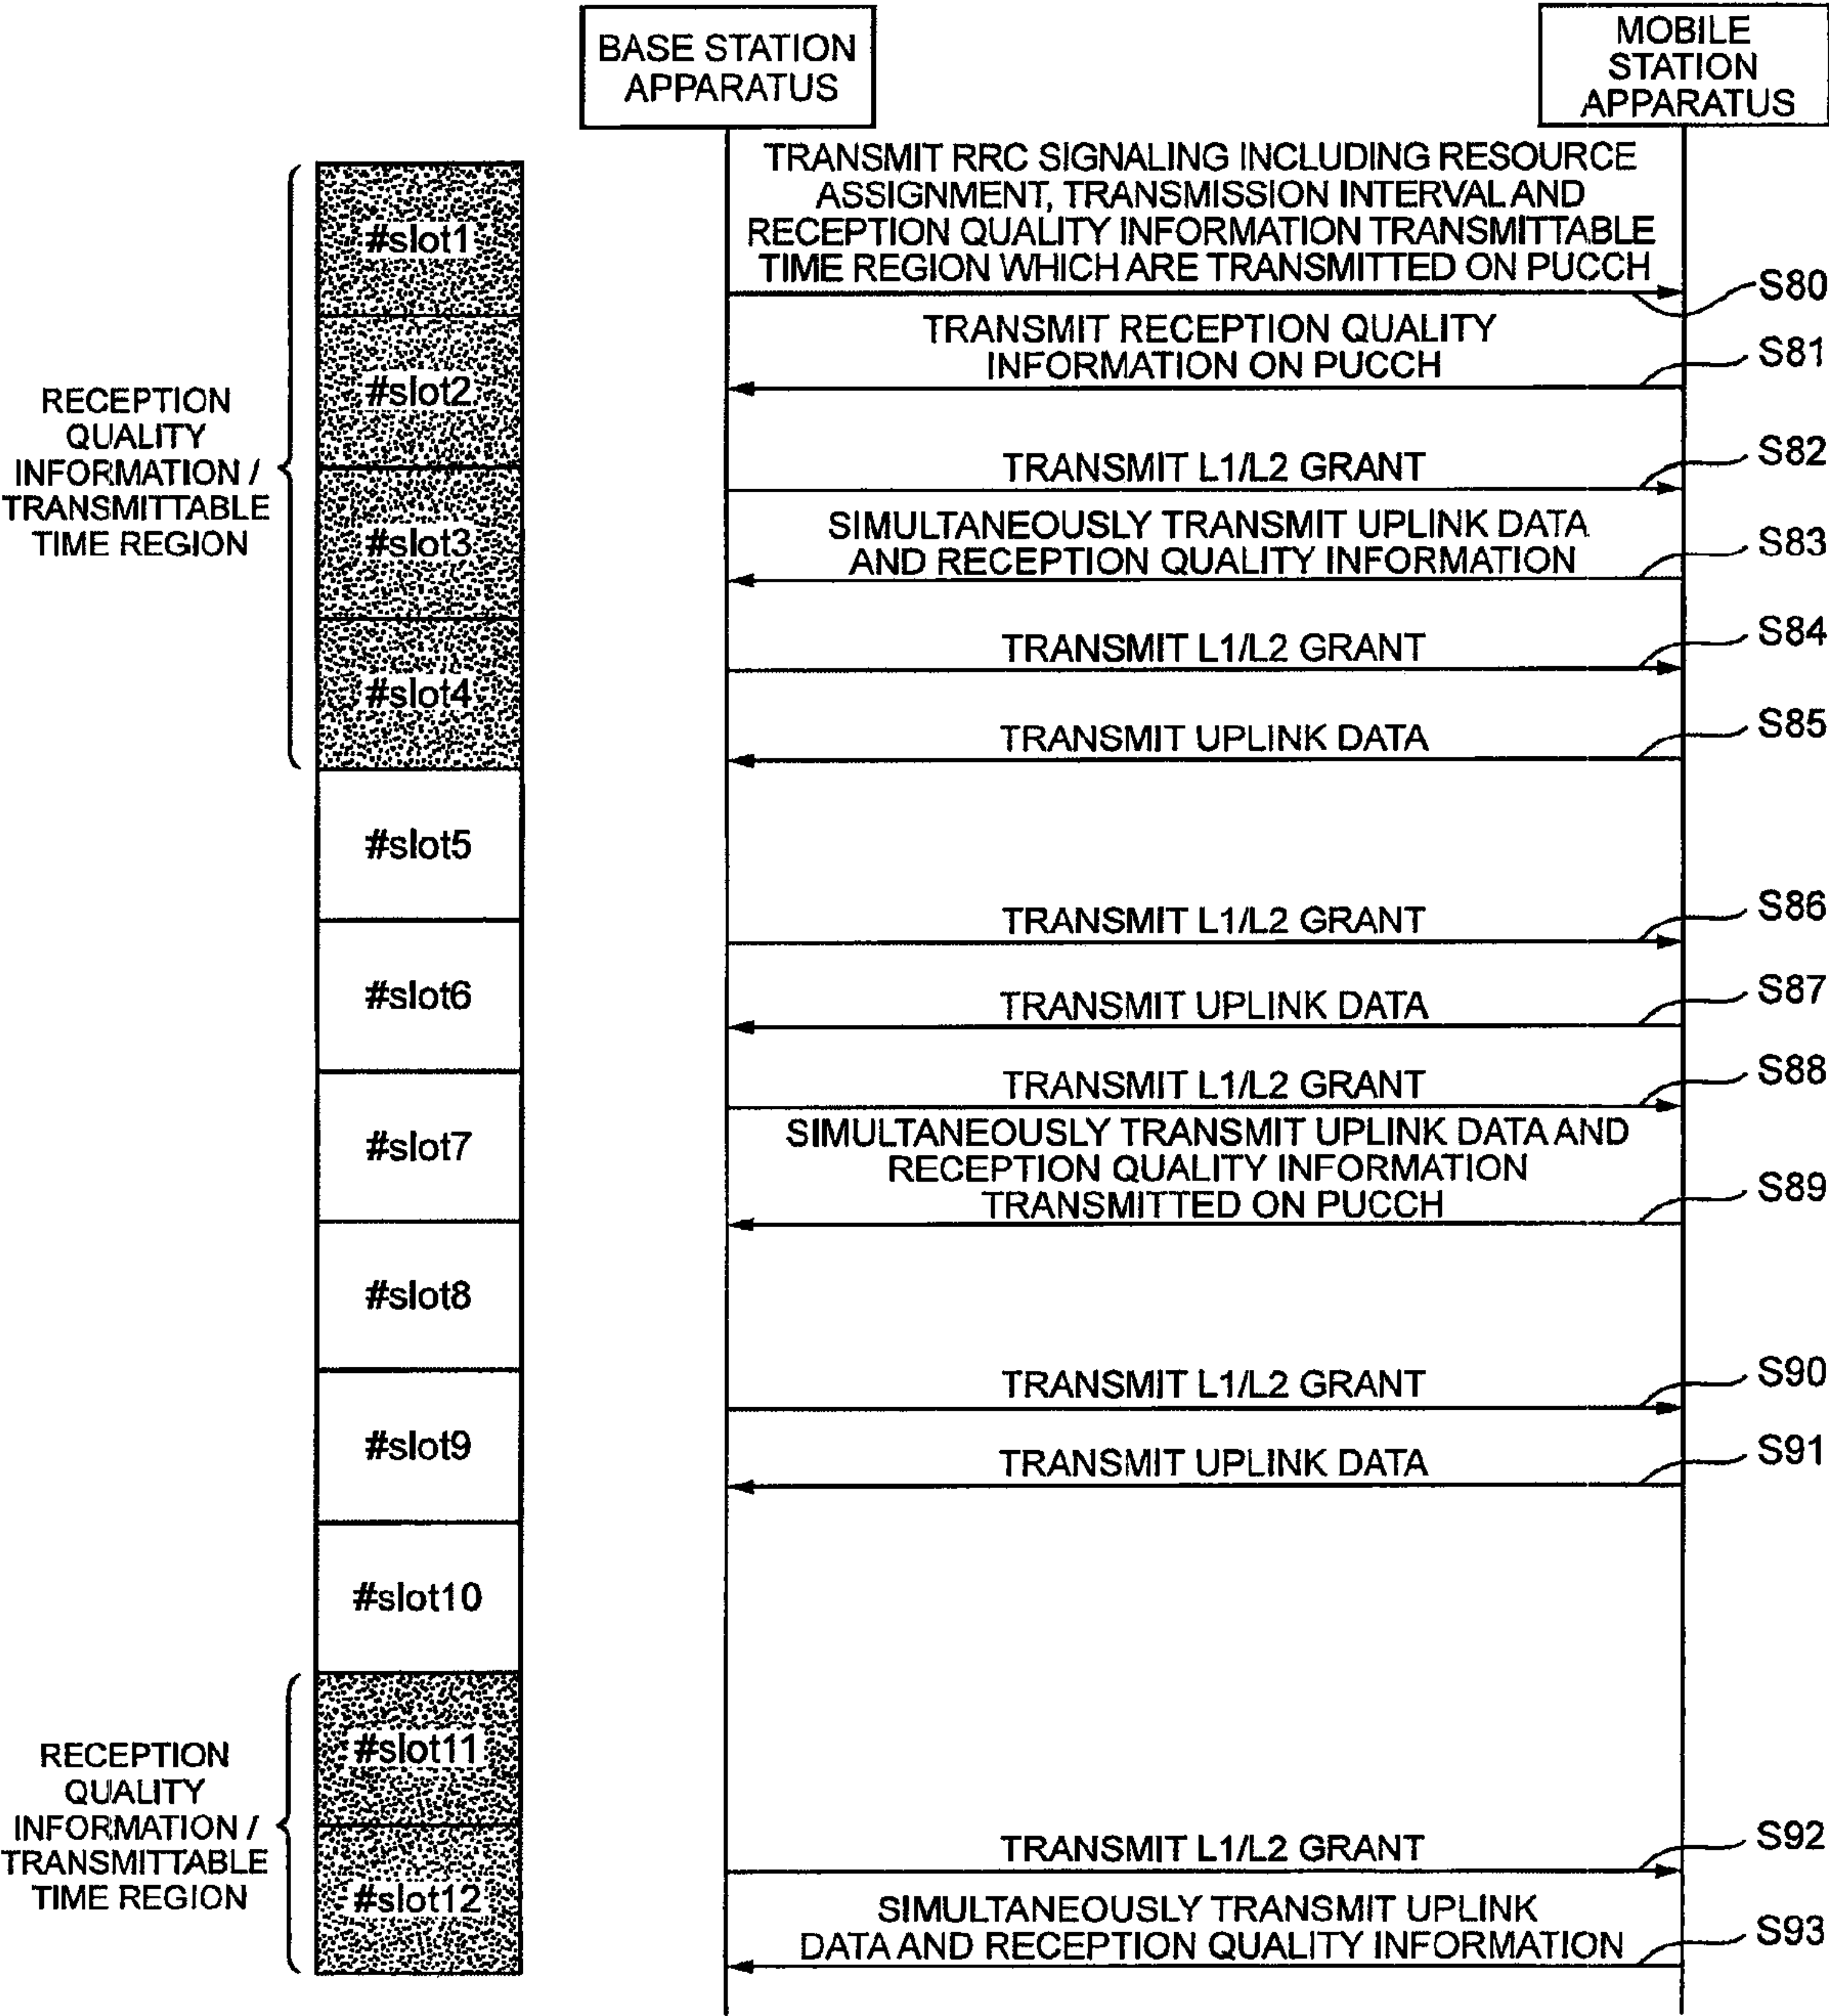 BASE STATION
APPARATUS
MOBILE
STATION
APPARATUS
RECEPTION
QUALITY
INFORMATION /
TRANSMITTABLE
TIME REGION
#slot1
#slot2
#slot3
#slot4
#slot5
#slot6
#slot7
#slot8
#slot9
#slot10
#slot11
#slot12
RECEPTION
QUALITY
INFORMATION /
TRANSMITTABLE
TIME REGION
TRANSMIT RRC SIGNALING INCLUDING RESOURCE
ASSIGNMENT, TRANSMISSION INTERVAL AND
RECEPTION QUALITY INFORMATION TRANSMITTABLE
TIME REGION WHICH ARE TRANSMITTED ON PUCCH
S80
TRANSMIT RECEPTION QUALITY
INFORMATION ON PUCCH
S81
TRANSMIT L1/L2 GRANT
S82
SIMULTANEOUSLY TRANSMIT UPLINK DATA
AND RECEPTION QUALITY INFORMATION
S83
TRANSMIT L1/L2 GRANT
S84
TRANSMIT UPLINK DATA
S85
TRANSMIT L1/L2 GRANT
S86
TRANSMIT UPLINK DATA
S87
TRANSMIT L1/L2 GRANT
S88
SIMULTANEOUSLY TRANSMIT UPLINK DATA AND
RECEPTION QUALITY INFORMATION
TRANSMITTED ON PUCCH
S89
TRANSMIT L1/L2 GRANT
S90
TRANSMIT UPLINK DATA
S91
TRANSMIT L1/L2 GRANT
S92
SIMULTANEOUSLY TRANSMIT UPLINK
DATA AND RECEPTION QUALITY INFORMATION
S93